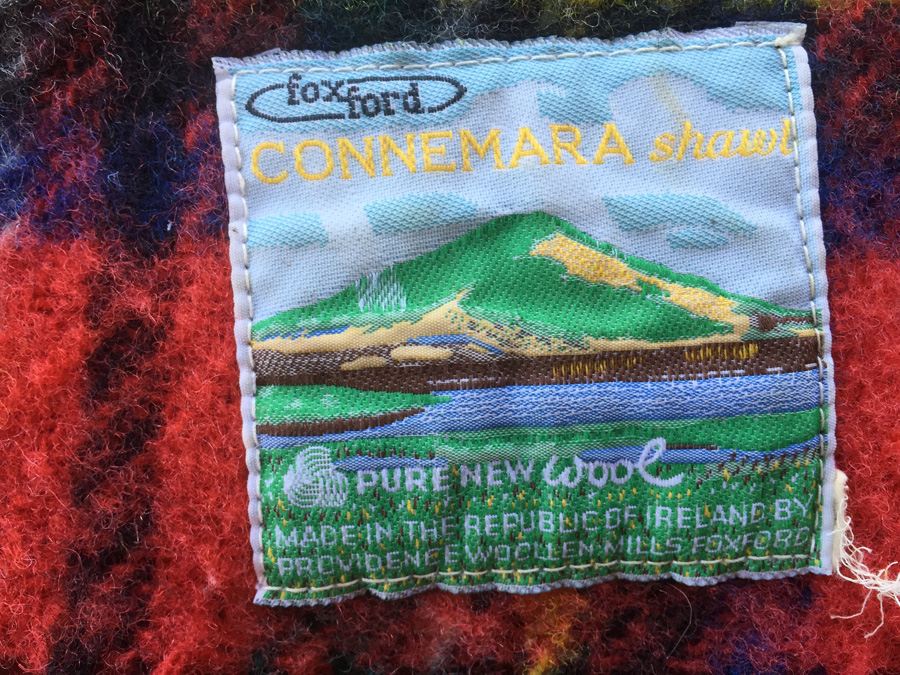 foxford
CONNEMARA shawl
PURE NEW wool
MADE IN THE REPUBLIC OF IRELAND BY
PROVIDENCE WOOLLEN MILLS FOXFORD